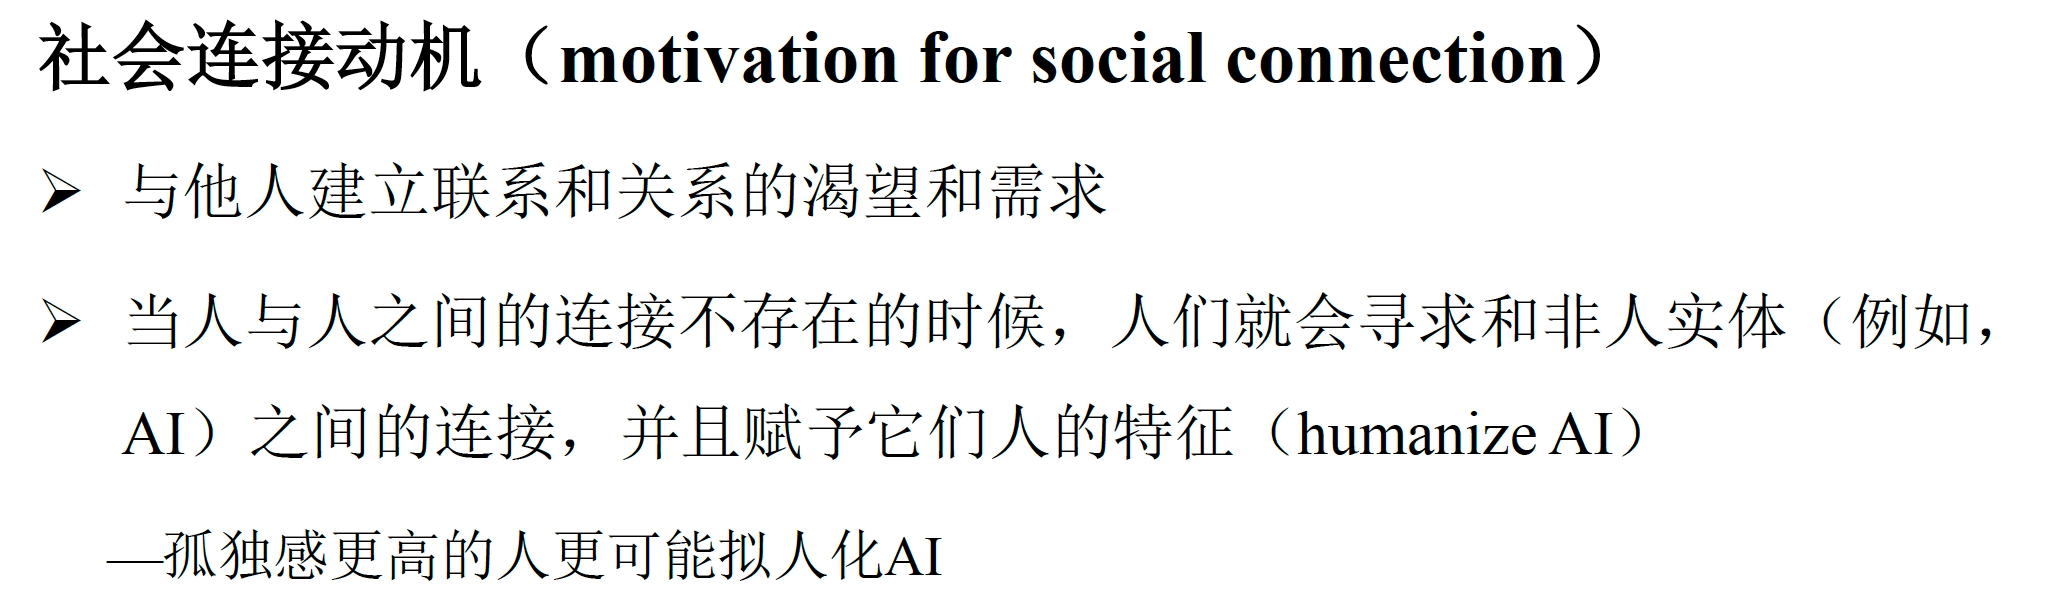 社会连接动机（motivation for social connection）
➢ 与他人建立联系和关系的渴望和需求
➢ 当人与人之间的连接不存在的时候，人们就会寻求和非人实体（例如，
AI）之间的连接，并且赋予它们人的特征（humanize AI）
—孤独感更高的人更可能拟人化AI